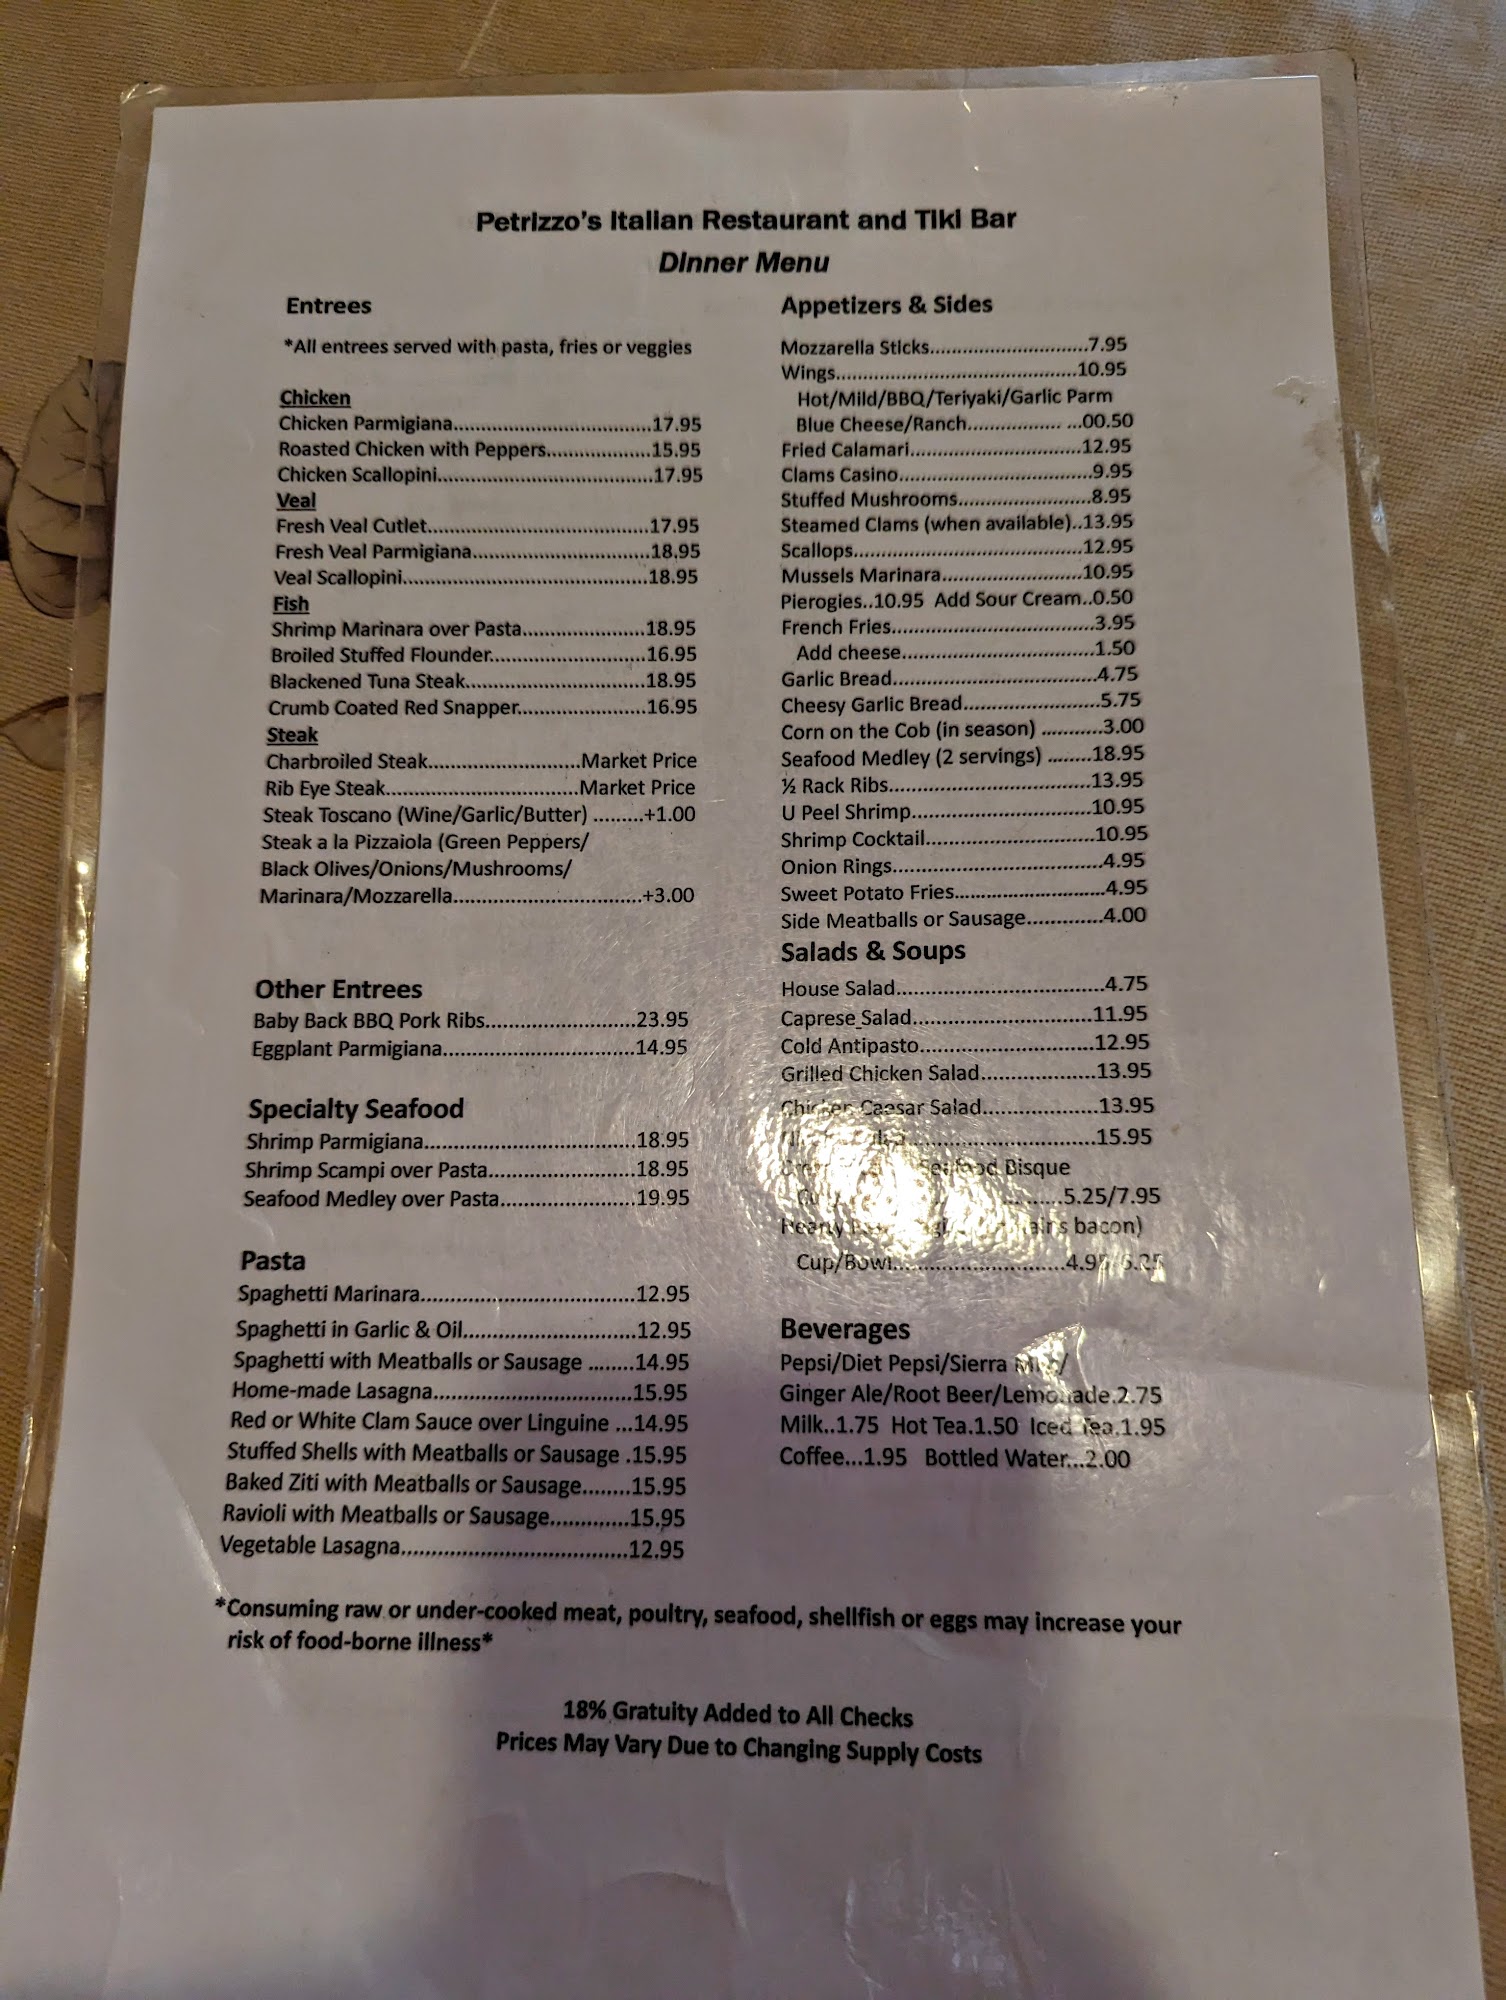 Petrizzo's Italian Restaurant and Tiki Bar
Dinner Menu
Entrees
*All entrees served with pasta, fries or veggies
Chicken
Chicken Parmigiana.................................17.95
Roasted Chicken with Peppers..................15.95
Chicken Scallopini....................................17.95
Veal
Fresh Veal Cutlet.....................................17.95
Fresh Veal Parmigiana..............................18.95
Veal Scallopini.........................................18.95
Fish
Shrimp Marinara over Pasta.....................18.95
Broiled Stuffed Flounder..........................16.95
Blackened Tuna Steak..............................18.95
Crumb Coated Red Snapper......................16.95
Steak
Charbroiled Steak..........................Market Price
Rib Eye Steak.................................Market Price
Steak Toscano (Wine/Garlic/Butter) .........+1.00
Steak a la Pizzaiola (Green Peppers/
Black Olives/Onions/Mushrooms/
Marinara/Mozzarella................................+3.00
Other Entrees
Baby Back BBQ Pork Ribs.........................23.95
Eggplant Parmigiana................................14.95
Specialty Seafood
Shrimp Parmigiana...................................18.95
Shrimp Scampi over Pasta.........................18.95
Seafood Medley over Pasta.......................19.95
Pasta
Spaghetti Marinara....................................12.95
Spaghetti in Garlic & Oil.............................12.95
Spaghetti with Meatballs or Sausage ........14.95
Home-made Lasagna.................................15.95
Red or White Clam Sauce over Linguine ...14.95
Stuffed Shells with Meatballs or Sausage .15.95
Baked Ziti with Meatballs or Sausage........15.95
Ravioli with Meatballs or Sausage.............15.95
Vegetable Lasagna......................................12.95
Appetizers & Sides
Mozzarella Sticks.............................7.95
Wings.............................................10.95
Hot/Mild/BBQ/Teriyaki/Garlic Parm
Blue Cheese/Ranch................. ...00.50
Fried Calamari...............................12.95
Clams Casino...................................9.95
Stuffed Mushrooms........................8.95
Steamed Clams (when available)..13.95
Scallops..........................................12.95
Mussels Marinara.........................10.95
Pierogies..10.95 Add Sour Cream..0.50
French Fries....................................3.95
Add cheese..................................1.50
Garlic Bread....................................4.75
Cheesy Garlic Bread........................5.75
Corn on the Cob (in season) ...........3.00
Seafood Medley (2 servings) ........18.95
½ Rack Ribs...................................13.95
U Peel Shrimp...............................10.95
Shrimp Cocktail.............................10.95
Onion Rings....................................4.95
Sweet Potato Fries..........................4.95
Side Meatballs or Sausage.............4.00
Salads & Soups
House Salad...................................4.75
Caprese Salad..............................11.95
Cold Antipasto.............................12.95
Grilled Chicken Salad....................13.95
Chicken Caesar Salad....................13.95
................................15.95
Seafood Bisque
......5.25/7.95
Hearty bacon)
Cup/Bowl.............................4.95/6.25
Beverages
Pepsi/Diet Pepsi/Sierra Mist/
Ginger Ale/Root Beer/Lemonade.2.75
Milk..1.75 Hot Tea.1.50 Iced Tea.1.95
Coffee...1.95 Bottled Water...2.00
*Consuming raw or under-cooked meat, poultry, seafood, shellfish or eggs may increase your
risk of food-borne illness*
18% Gratuity Added to All Checks
Prices May Vary Due to Changing Supply Costs